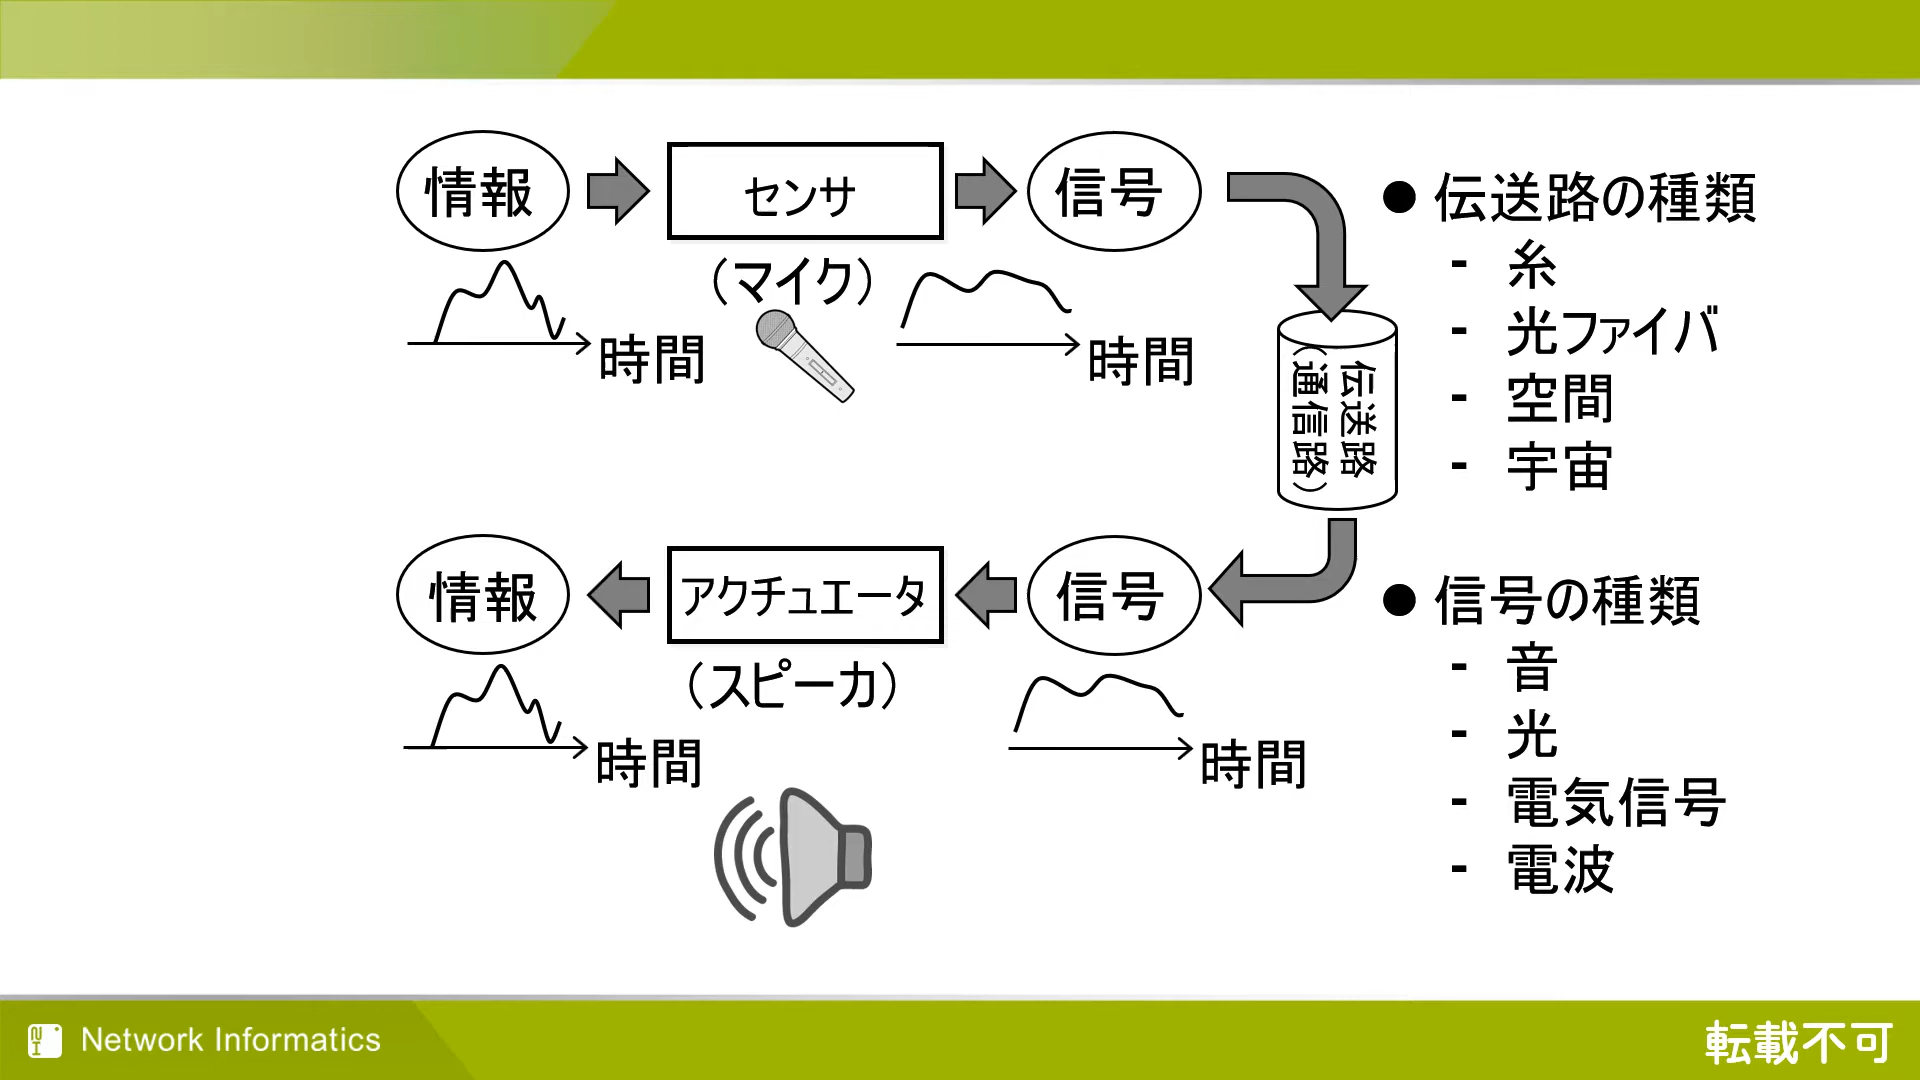 情報
センサ
信号
(マイク)
時間
時間
伝送路
(通信路)
情報
アクチュエータ
信号
(スピーカ)
時間
時間
● 伝送路の種類
- 糸
- 光ファイバ
- 空間
- 宇宙
● 信号の種類
- 音
- 光
- 電気信号
- 電波
NI
Network Informatics
転載不可